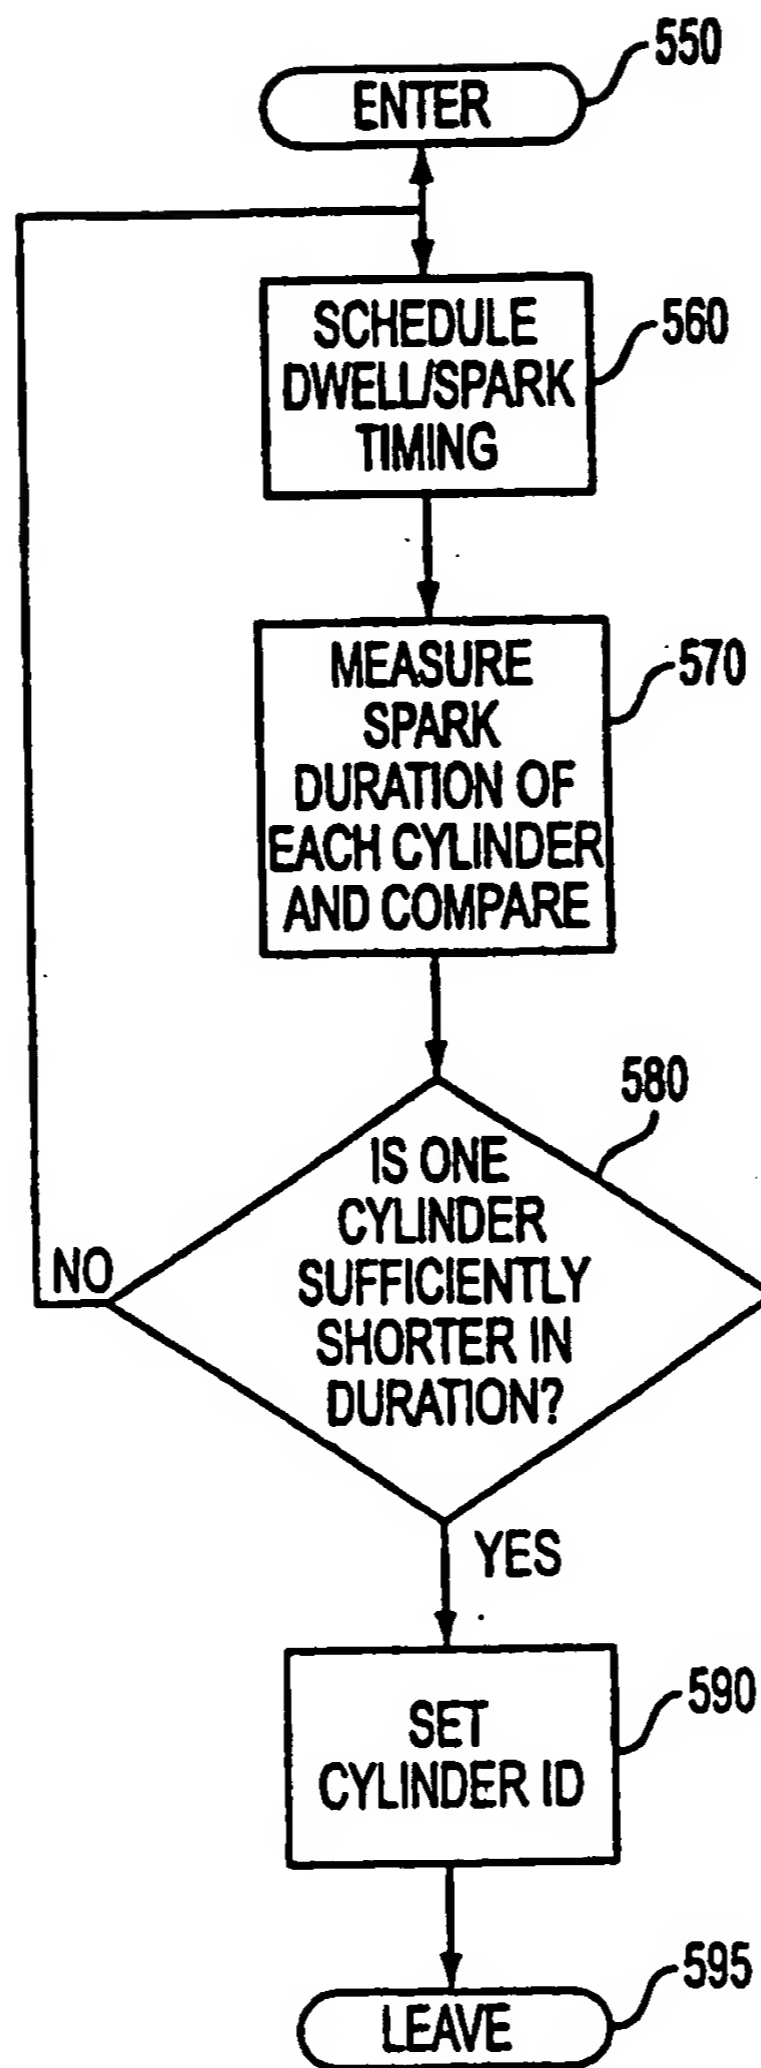 550
ENTER
SCHEDULE
DWELL/SPARK
TIMING
560
MEASURE
SPARK
DURATION OF
EACH CYLINDER
AND COMPARE
570
580
IS ONE
CYLINDER
SUFFICIENTLY
SHORTER IN
DURATION?
NO
YES
SET
CYLINDER ID
590
595
LEAVE